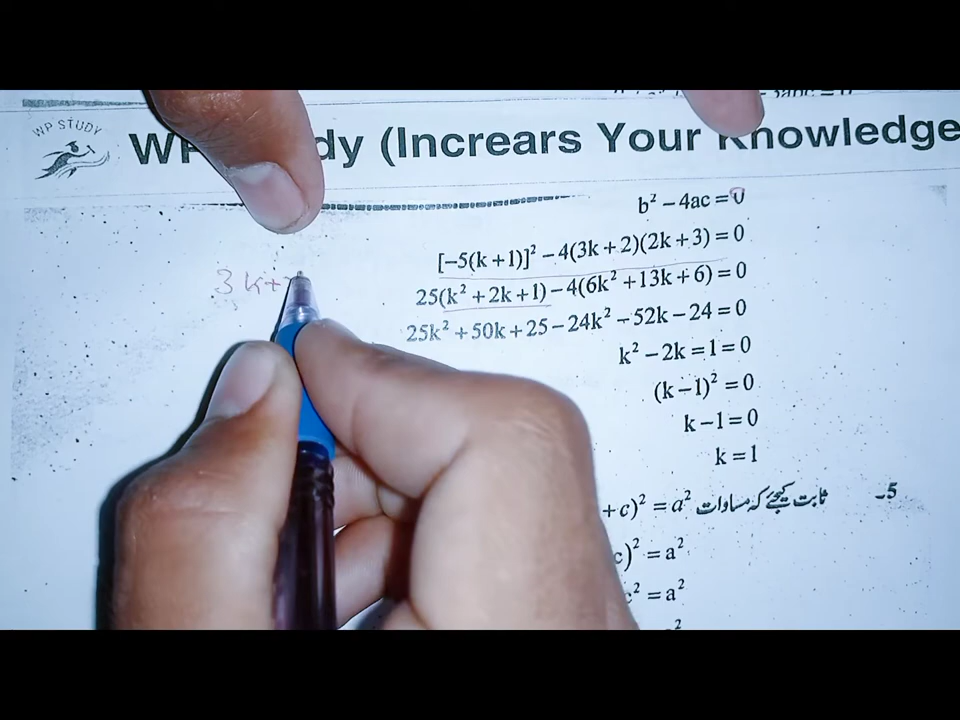 WP STUDY
(Increars Your Knowledge
b² − 4ac = 0
[−5(k+1)]² − 4(3k+2)(2k+3) = 0
3k+
25(k² + 2k + 1) − 4(6k² + 13k + 6) = 0
25k² + 50k + 25 − 24k² − 52k − 24 = 0
k² − 2k = 1 = 0
(k − 1)² = 0
k − 1 = 0
k = 1
5- ثابت کیجئے کہ مساوات + c)² = a²
c)² = a²
c² = a²